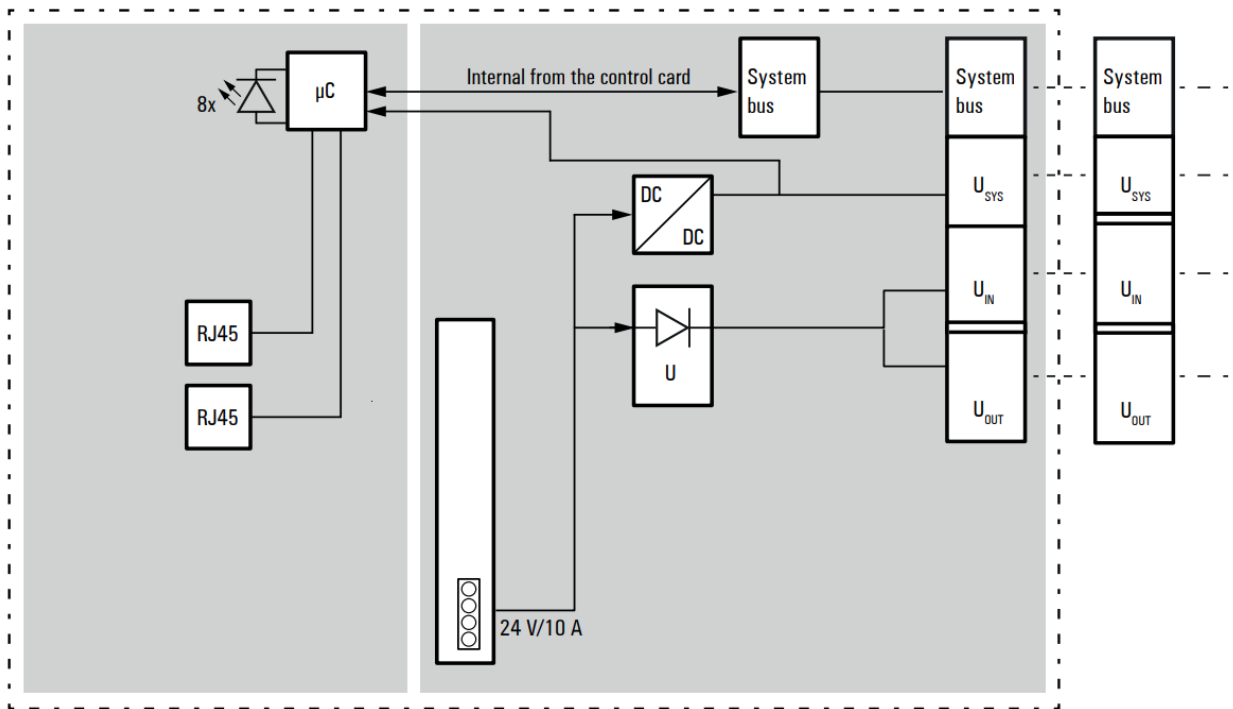 8x
µC
Internal from the control card
System
bus
System
bus
System
bus
DC
DC
U
SYS
U
SYS
U
IN
U
IN
U
RJ45
RJ45
U
OUT
U
OUT
24 V/10 A